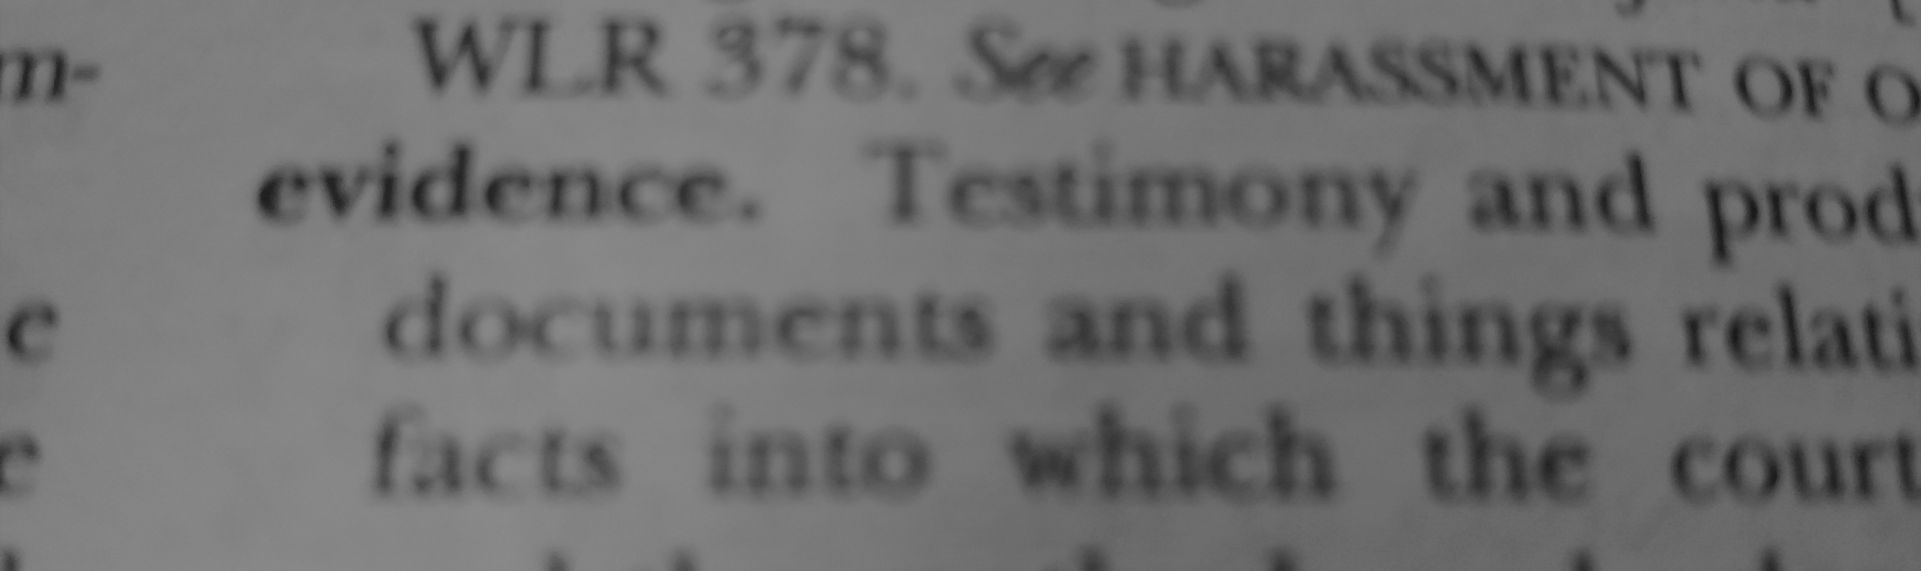 m- WLR 378. See HARASSMENT OF O
evidence. Testimony and prod
e documents and things relati
e facts into which the court